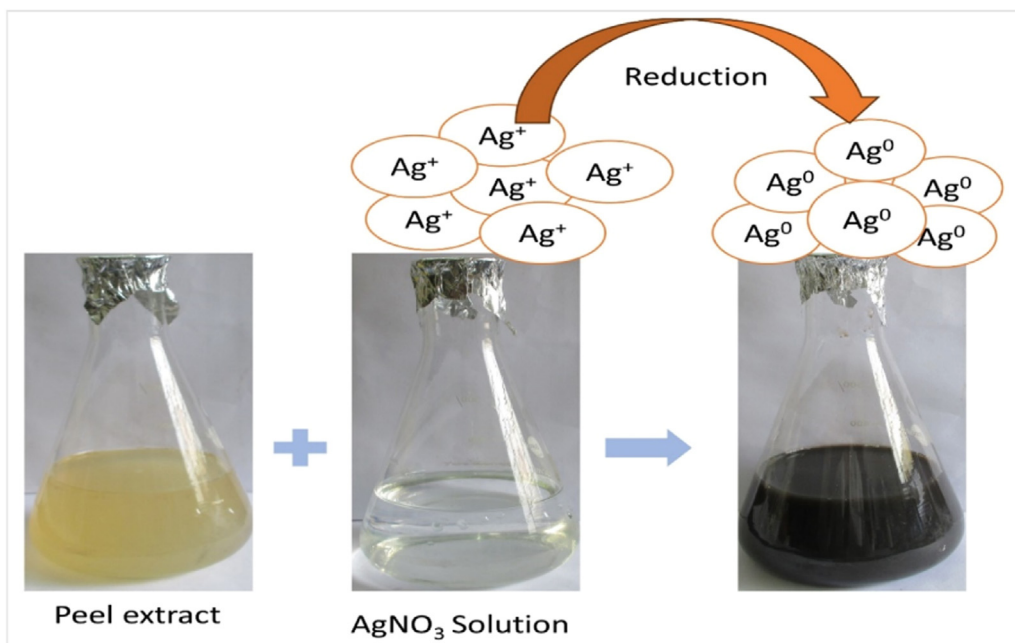 Reduction
Ag⁺
Ag⁺
Ag⁺
Ag⁺
Ag⁺
Ag⁺
Ag⁰
Ag⁰
Ag⁰
Ag⁰
Ag⁰
Ag⁰
Peel extract
AgNO₃ Solution